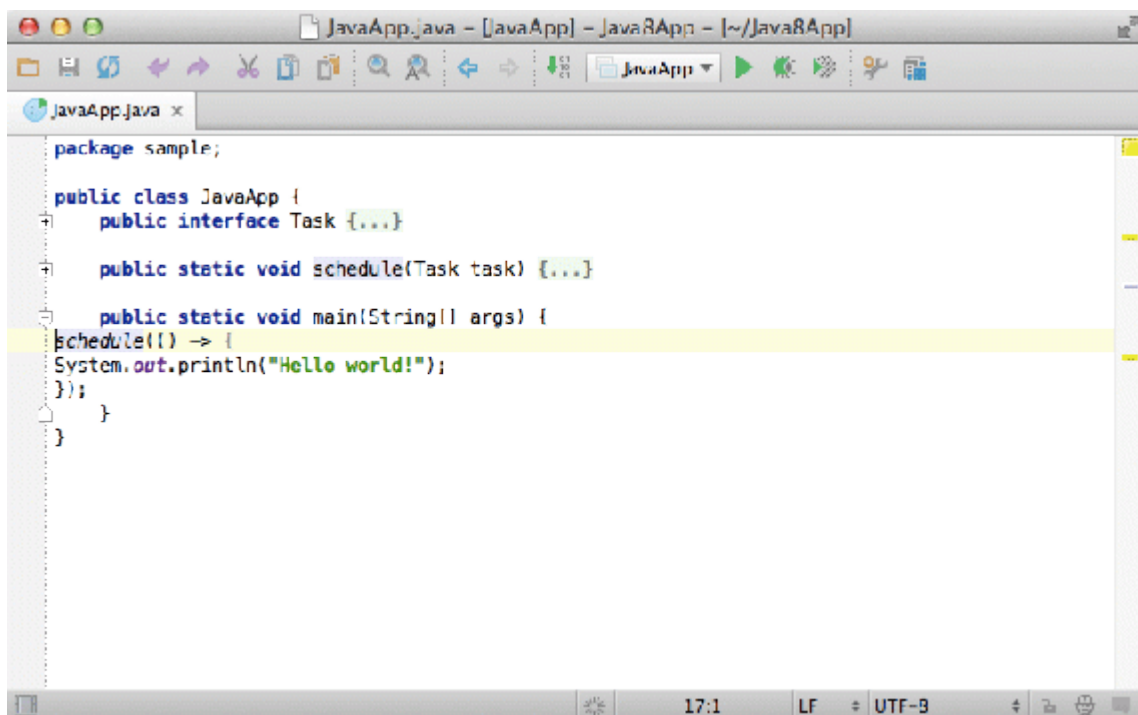 JavaApp.java – [JavaApp] – Java8App – [~/Java8App]
JavaApp
JavaApp.java
package sample;
public class JavaApp {
public interface Task {...}
public static void schedule(Task task) {...}
public static void main(String[] args) {
schedule(() -> {
System.out.println("Hello world!");
});
}
}
17:1 LF UTF-8